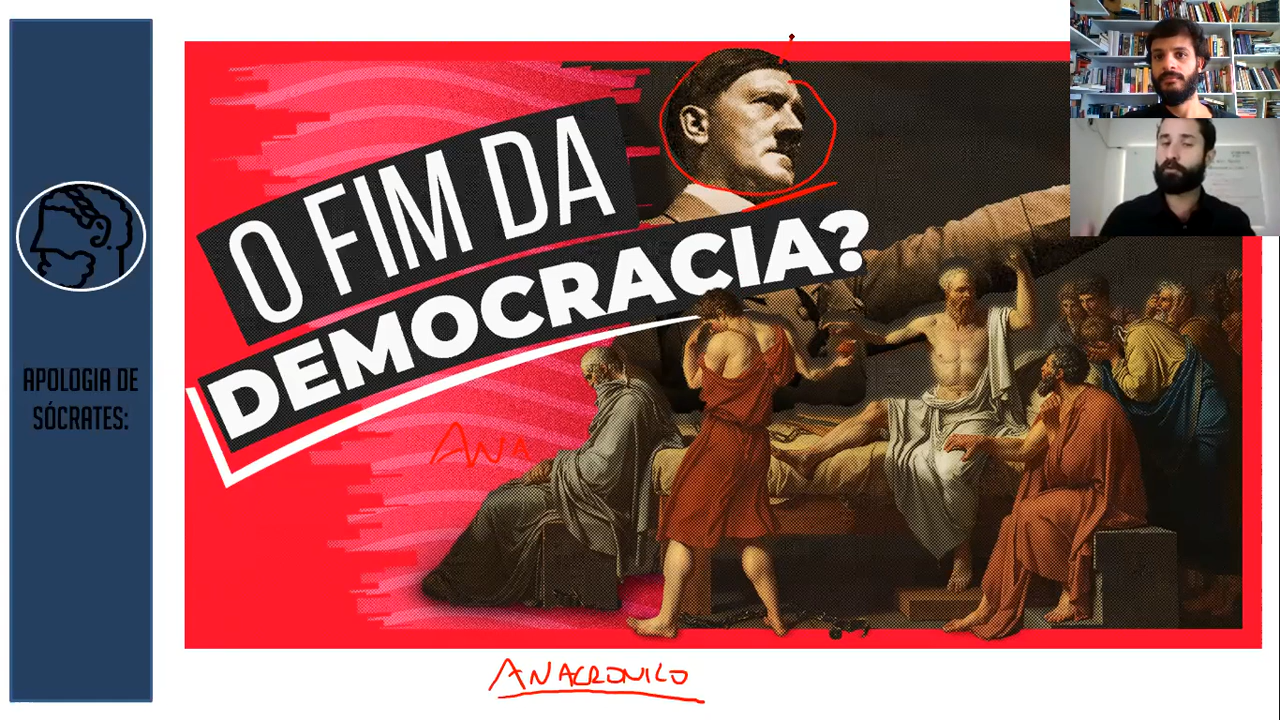 APOLOGIA DE
SÓCRATES:
O FIM DA
DEMOCRACIA?
ANA
ANACRONICO